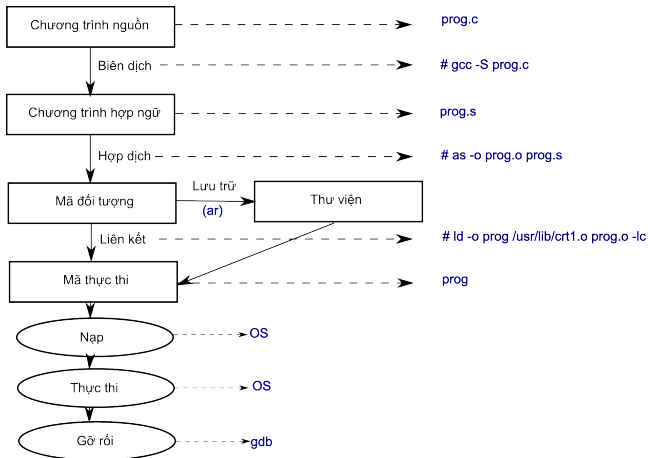 Chương trình nguồn
prog.c
Biên dịch
# gcc -S prog.c
Chương trình hợp ngữ
prog.s
Hợp dịch
# as -o prog.o prog.s
Mã đối tượng
Lưu trữ
(ar)
Thư viện
Liên kết
# ld -o prog /usr/lib/crt1.o prog.o -lc
Mã thực thi
prog
Nạp
OS
Thực thi
OS
Gỡ rối
gdb